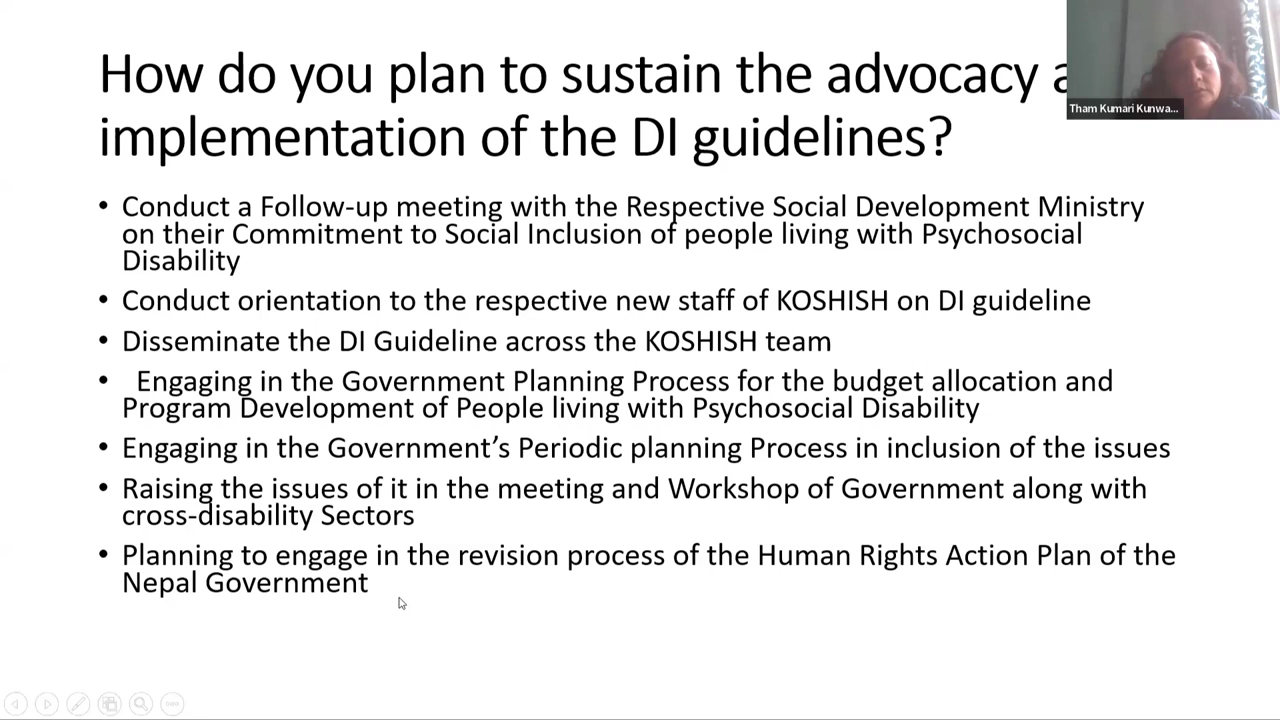 How do you plan to sustain the advocacy a
implementation of the DI guidelines?
Tham Kumari Kunwa...
• Conduct a Follow-up meeting with the Respective Social Development Ministry
on their Commitment to Social Inclusion of people living with Psychosocial
Disability
• Conduct orientation to the respective new staff of KOSHISH on DI guideline
• Disseminate the DI Guideline across the KOSHISH team
• Engaging in the Government Planning Process for the budget allocation and
Program Development of People living with Psychosocial Disability
• Engaging in the Government’s Periodic planning Process in inclusion of the issues
• Raising the issues of it in the meeting and Workshop of Government along with
cross-disability Sectors
• Planning to engage in the revision process of the Human Rights Action Plan of the
Nepal Government